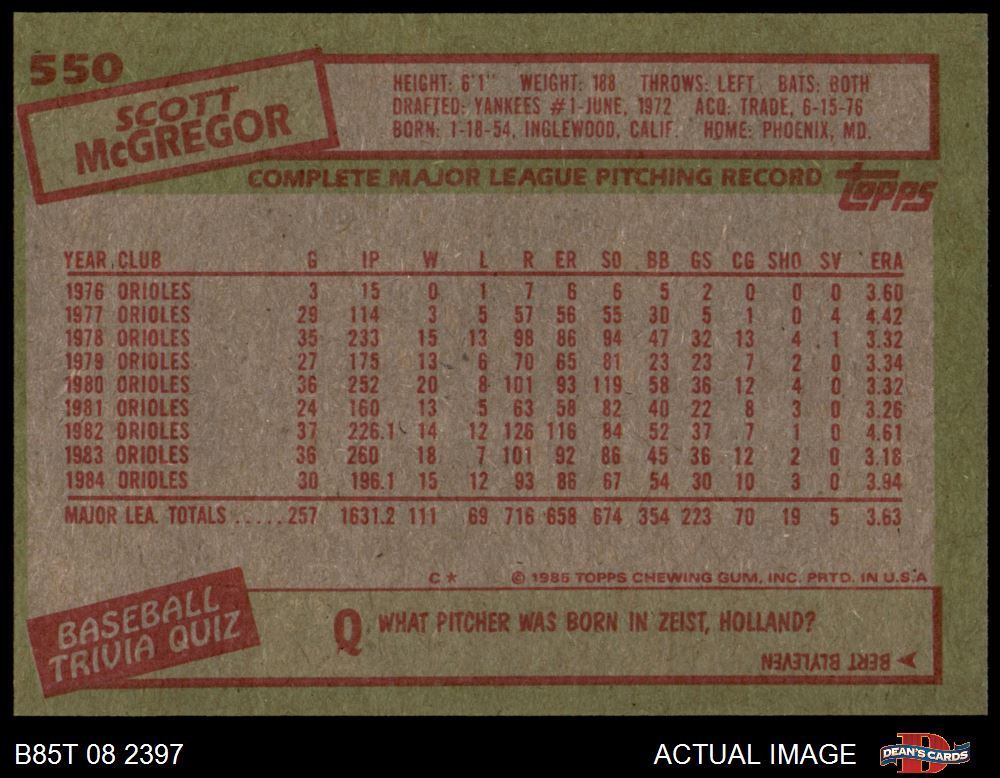 550
SCOTT
McGREGOR
HEIGHT: 6'1" WEIGHT: 188 THROWS: LEFT BATS: BOTH
DRAFTED: YANKEES #1-JUNE, 1972 ACQ. TRADE, 6-15-76
BORN: 1-18-54, INGLEWOOD, CALIF. HOME: PHOENIX, MD.
COMPLETE MAJOR LEAGUE PITCHING RECORD
topps
YEAR CLUB G IP W L R ER SO BB GS CG SHO SV ERA
1976 ORIOLES 3 15 0 1 7 6 6 5 2 0 0 0 3.60
1977 ORIOLES 29 114 3 5 57 56 55 30 5 1 0 4 4.42
1978 ORIOLES 35 233 15 13 98 86 94 47 32 13 4 1 3.32
1979 ORIOLES 27 175 13 6 70 65 81 23 23 7 2 0 3.34
1980 ORIOLES 36 252 20 8 101 93 119 58 36 12 4 0 3.32
1981 ORIOLES 24 160 13 5 63 58 82 40 22 8 3 0 3.26
1982 ORIOLES 37 226.1 14 12 126 116 84 52 37 7 1 0 4.61
1983 ORIOLES 36 260 18 7 101 92 86 45 36 12 2 0 3.18
1984 ORIOLES 30 196.1 15 12 93 86 67 54 30 10 3 0 3.94
MAJOR LEA. TOTALS ..... 257 1631.2 111 69 716 658 674 354 223 70 19 5 3.63
C* © 1985 TOPPS CHEWING GUM, INC. PRTD. IN U.S.A
BASEBALL
TRIVIA QUIZ
Q WHAT PITCHER WAS BORN IN ZEIST, HOLLAND?
BERT BLYLEVEN
B85T 08 2397
ACTUAL IMAGE
DEAN'S CARDS